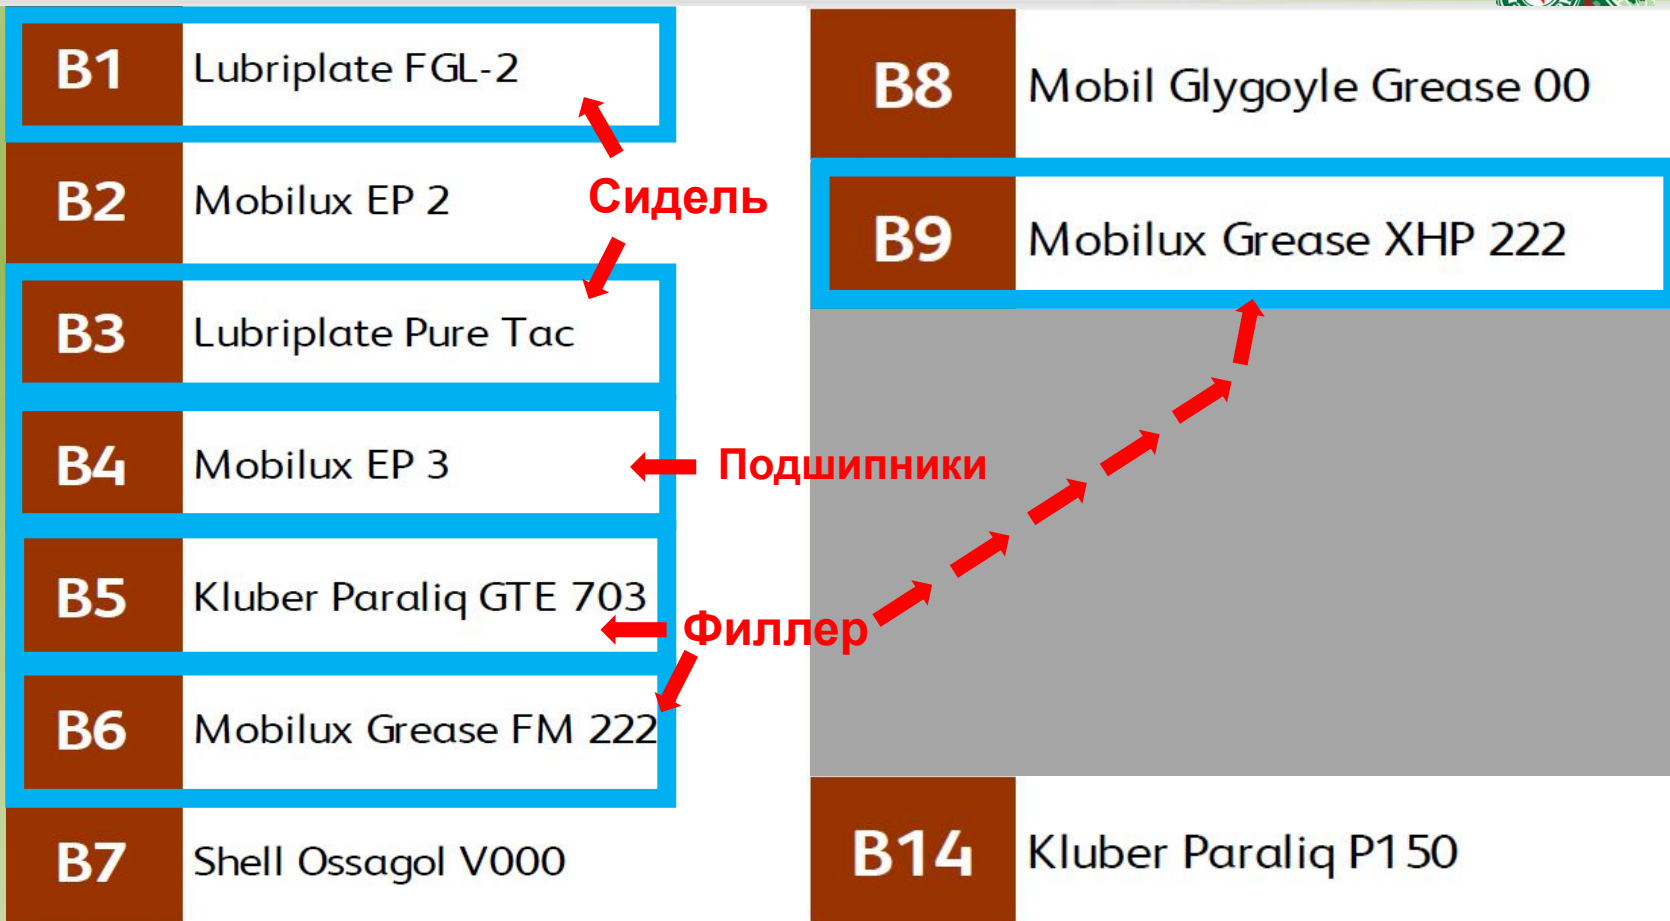 B1 Lubriplate FGL-2
B2 Mobilux EP 2
Сидель
B3 Lubriplate Pure Tac
B4 Mobilux EP 3
Подшипники
B5 Kluber Paraliq GTE 703
Филлер
B6 Mobilux Grease FM 222
B7 Shell Ossagol V000
B8 Mobil Glygoyle Grease 00
B9 Mobilux Grease XHP 222
B14 Kluber Paraliq P150